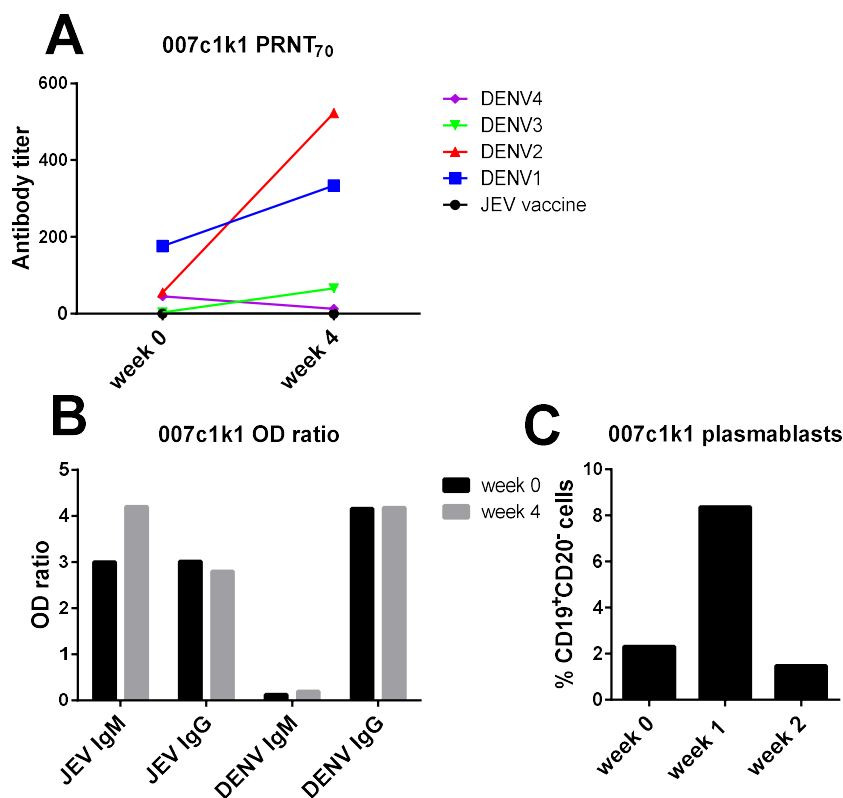 A
007c1k1 PRNT70
Antibody titer
600
400
200
0
week 0
week 4
DENV4
DENV3
DENV2
DENV1
JEV vaccine
B
007c1k1 OD ratio
OD ratio
5
4
3
2
1
0
JEV IgM
JEV IgG
DENV IgM
DENV IgG
week 0
week 4
C
007c1k1 plasmablasts
% CD19+CD20- cells
10
8
6
4
2
0
week 0
week 1
week 2